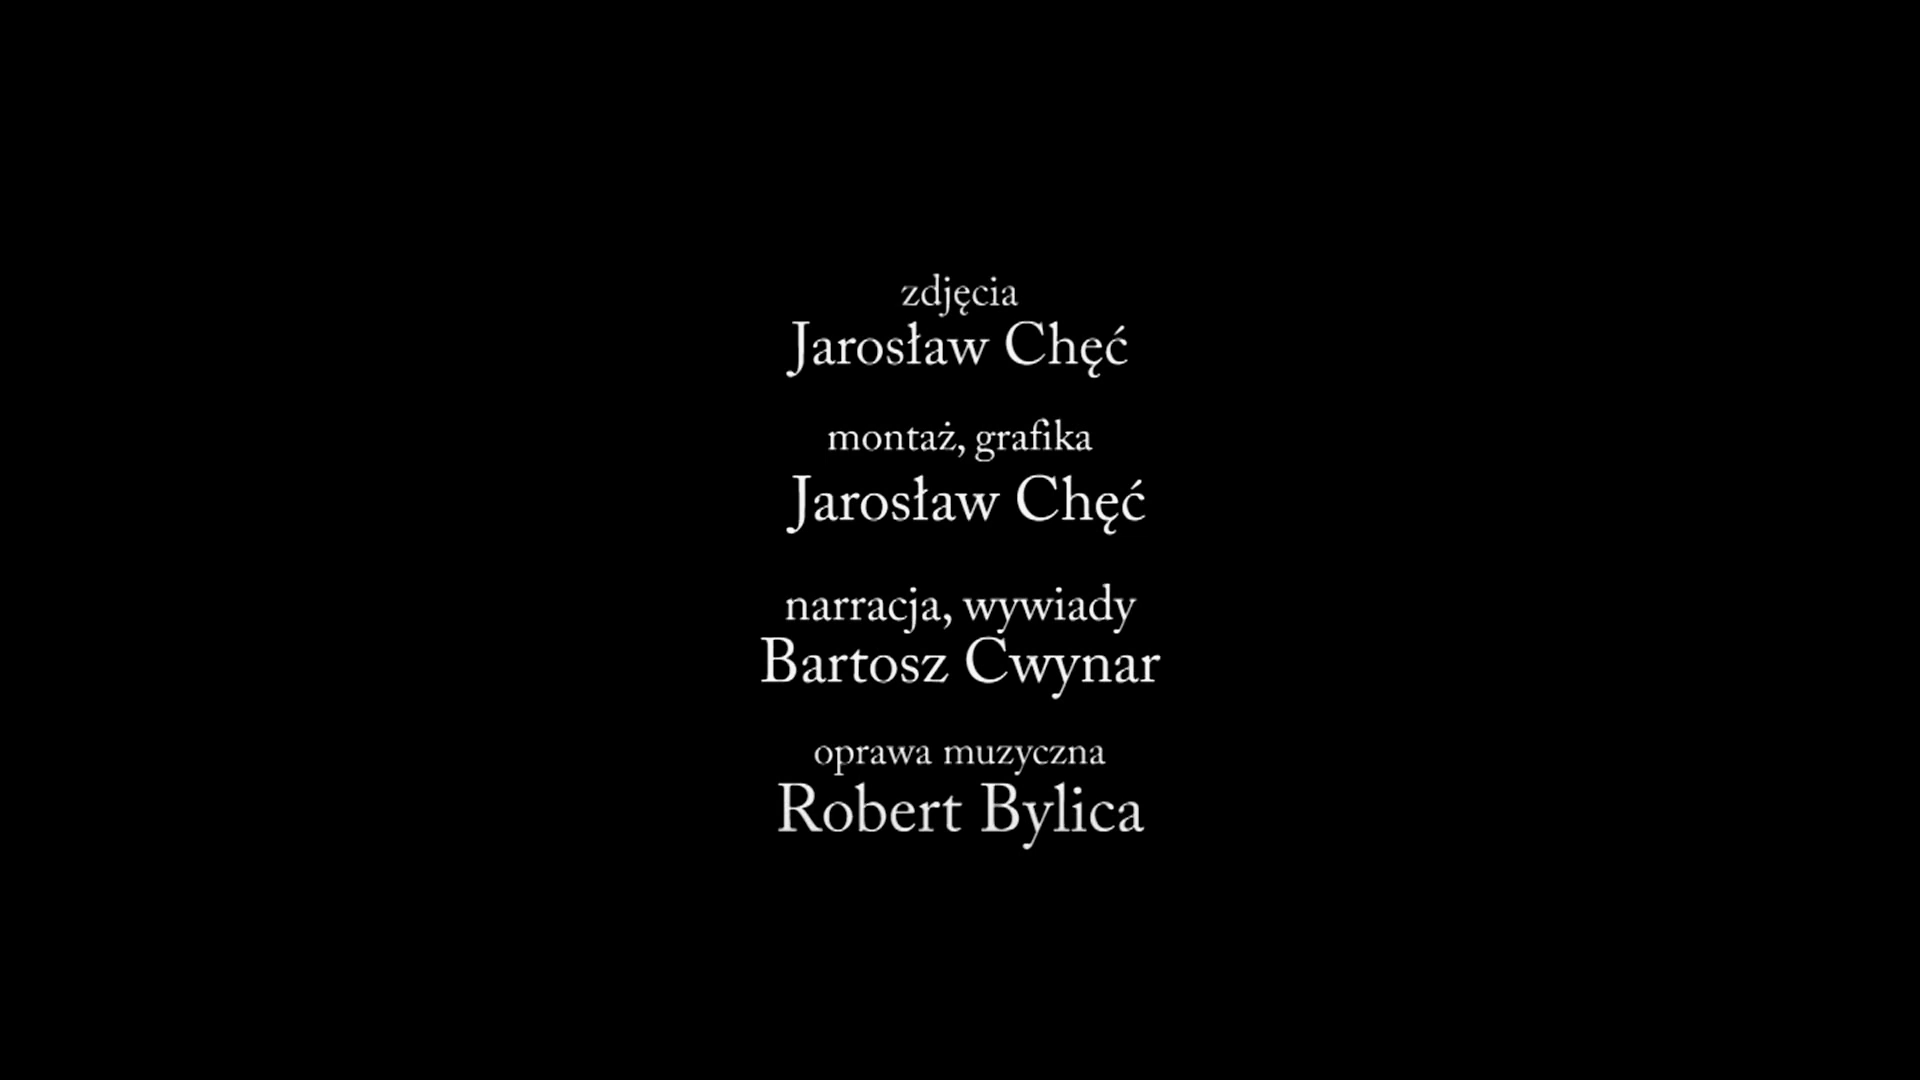 zdjęcia
Jarosław Chęć
montaż, grafika
Jarosław Chęć
narracja, wywiady
Bartosz Cwynar
oprawa muzyczna
Robert Bylica